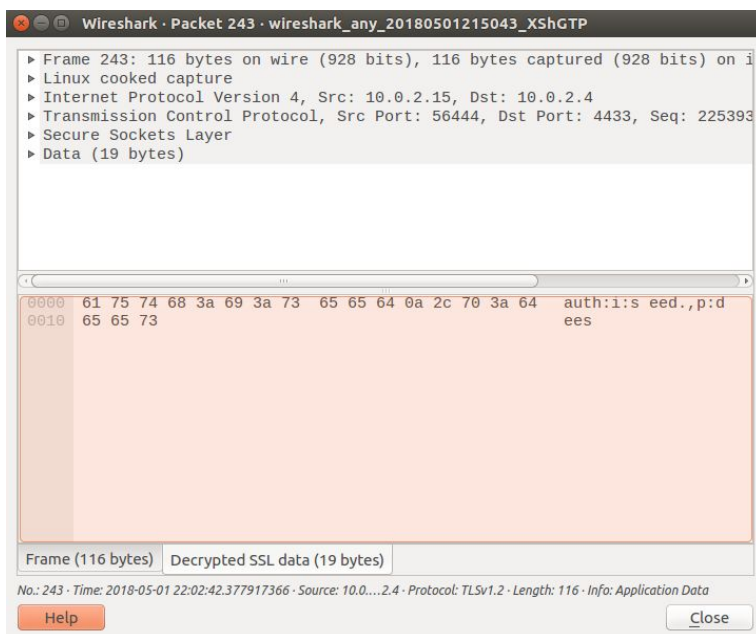 Wireshark · Packet 243 · wireshark_any_20180501215043_XShGTP
Frame 243: 116 bytes on wire (928 bits), 116 bytes captured (928 bits) on i
Linux cooked capture
Internet Protocol Version 4, Src: 10.0.2.15, Dst: 10.0.2.4
Transmission Control Protocol, Src Port: 56444, Dst Port: 4433, Seq: 225393
Secure Sockets Layer
Data (19 bytes)
0000 61 75 74 68 3a 69 3a 73 65 65 64 0a 2c 70 3a 64 auth:i:s eed.,p:d
0010 65 65 73 ees
Frame (116 bytes) Decrypted SSL data (19 bytes)
No.: 243 · Time: 2018-05-01 22:02:42.377917366 · Source: 10.0....2.4 · Protocol: TLSv1.2 · Length: 116 · Info: Application Data
Help Close